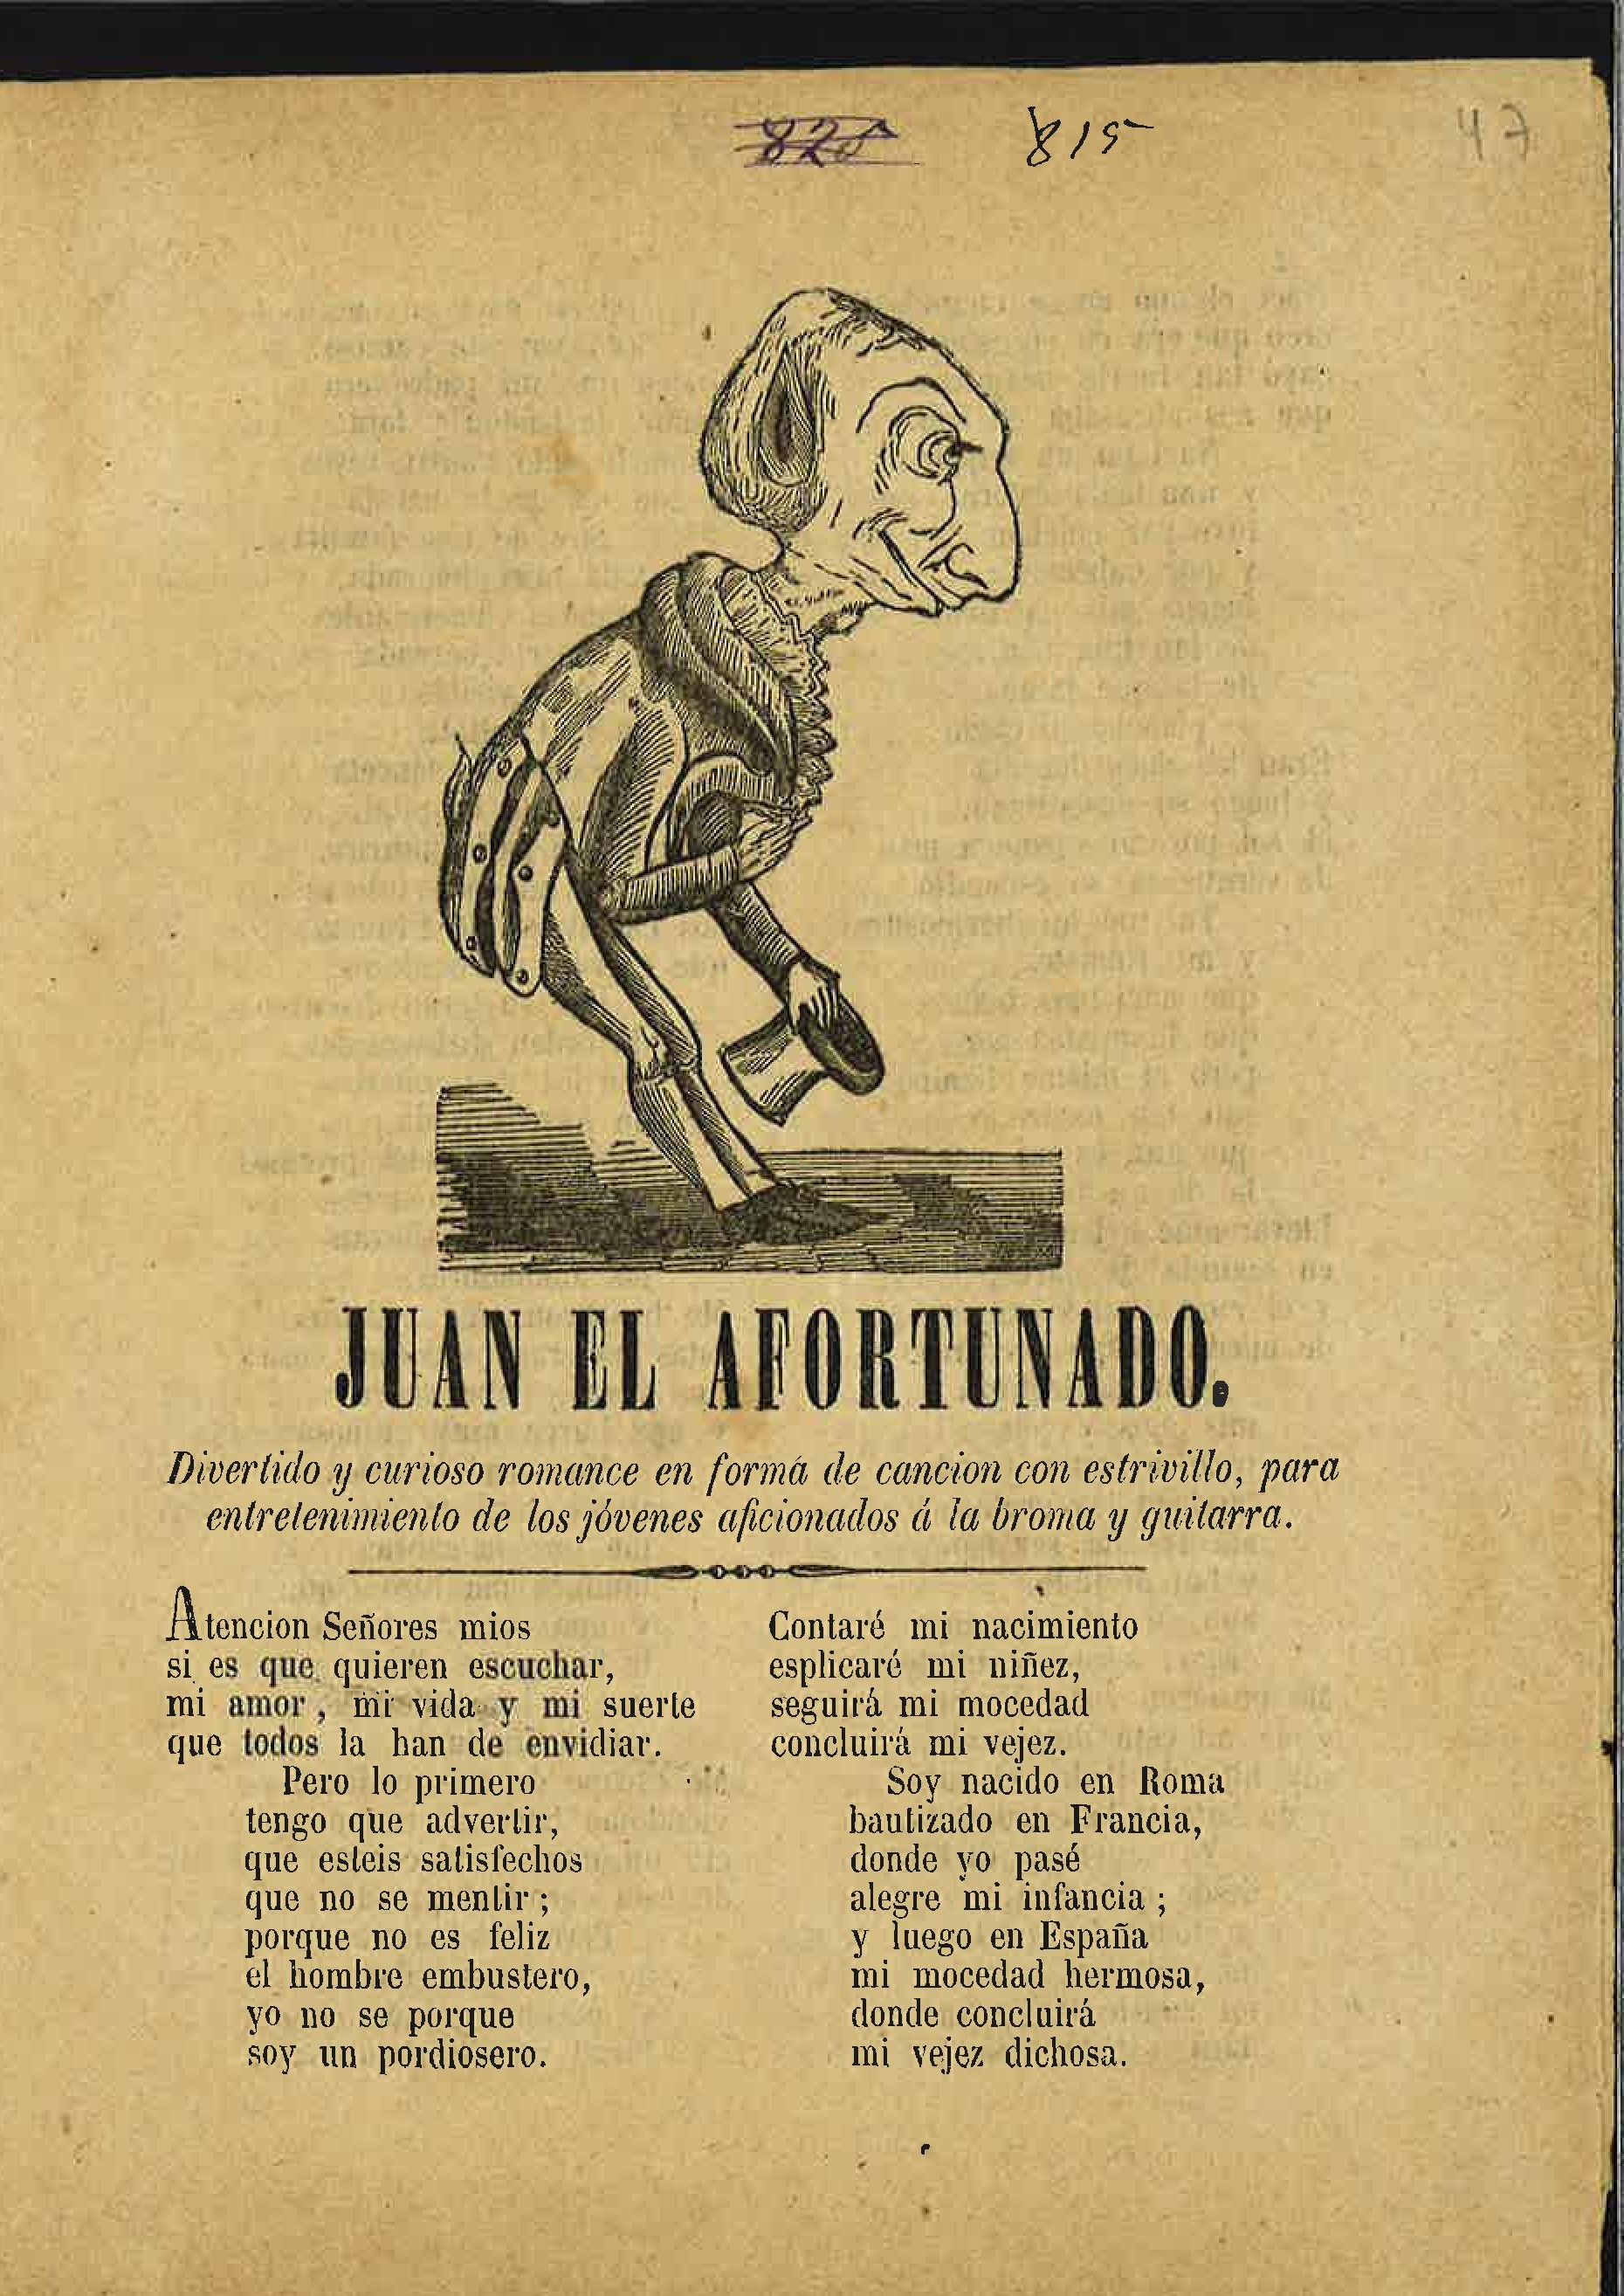 825
815
47
JUAN EL AFORTUNADO.
Divertido y curioso romance en formá de cancion con estrivillo, para
entretenimiento de los jóvenes aficionados á la broma y guitarra.
Atencion Señores mios
si es que quieren escuchar,
mi amor, mi vida y mi suerte
que todos la han de envidiar.
Pero lo primero
tengo que advertir,
que esteis satisfechos
que no se mentir;
porque no es feliz
el hombre embustero,
yo no se porque
soy un pordiosero.
Contaré mi nacimiento
esplicaré mi niñez,
seguirá mi mocedad
concluirá mi vejez.
Soy nacido en Roma
bautizado en Francia,
donde yo pasé
alegre mi infancia;
y luego en España
mi mocedad hermosa,
donde concluirá
mi vejez dichosa.